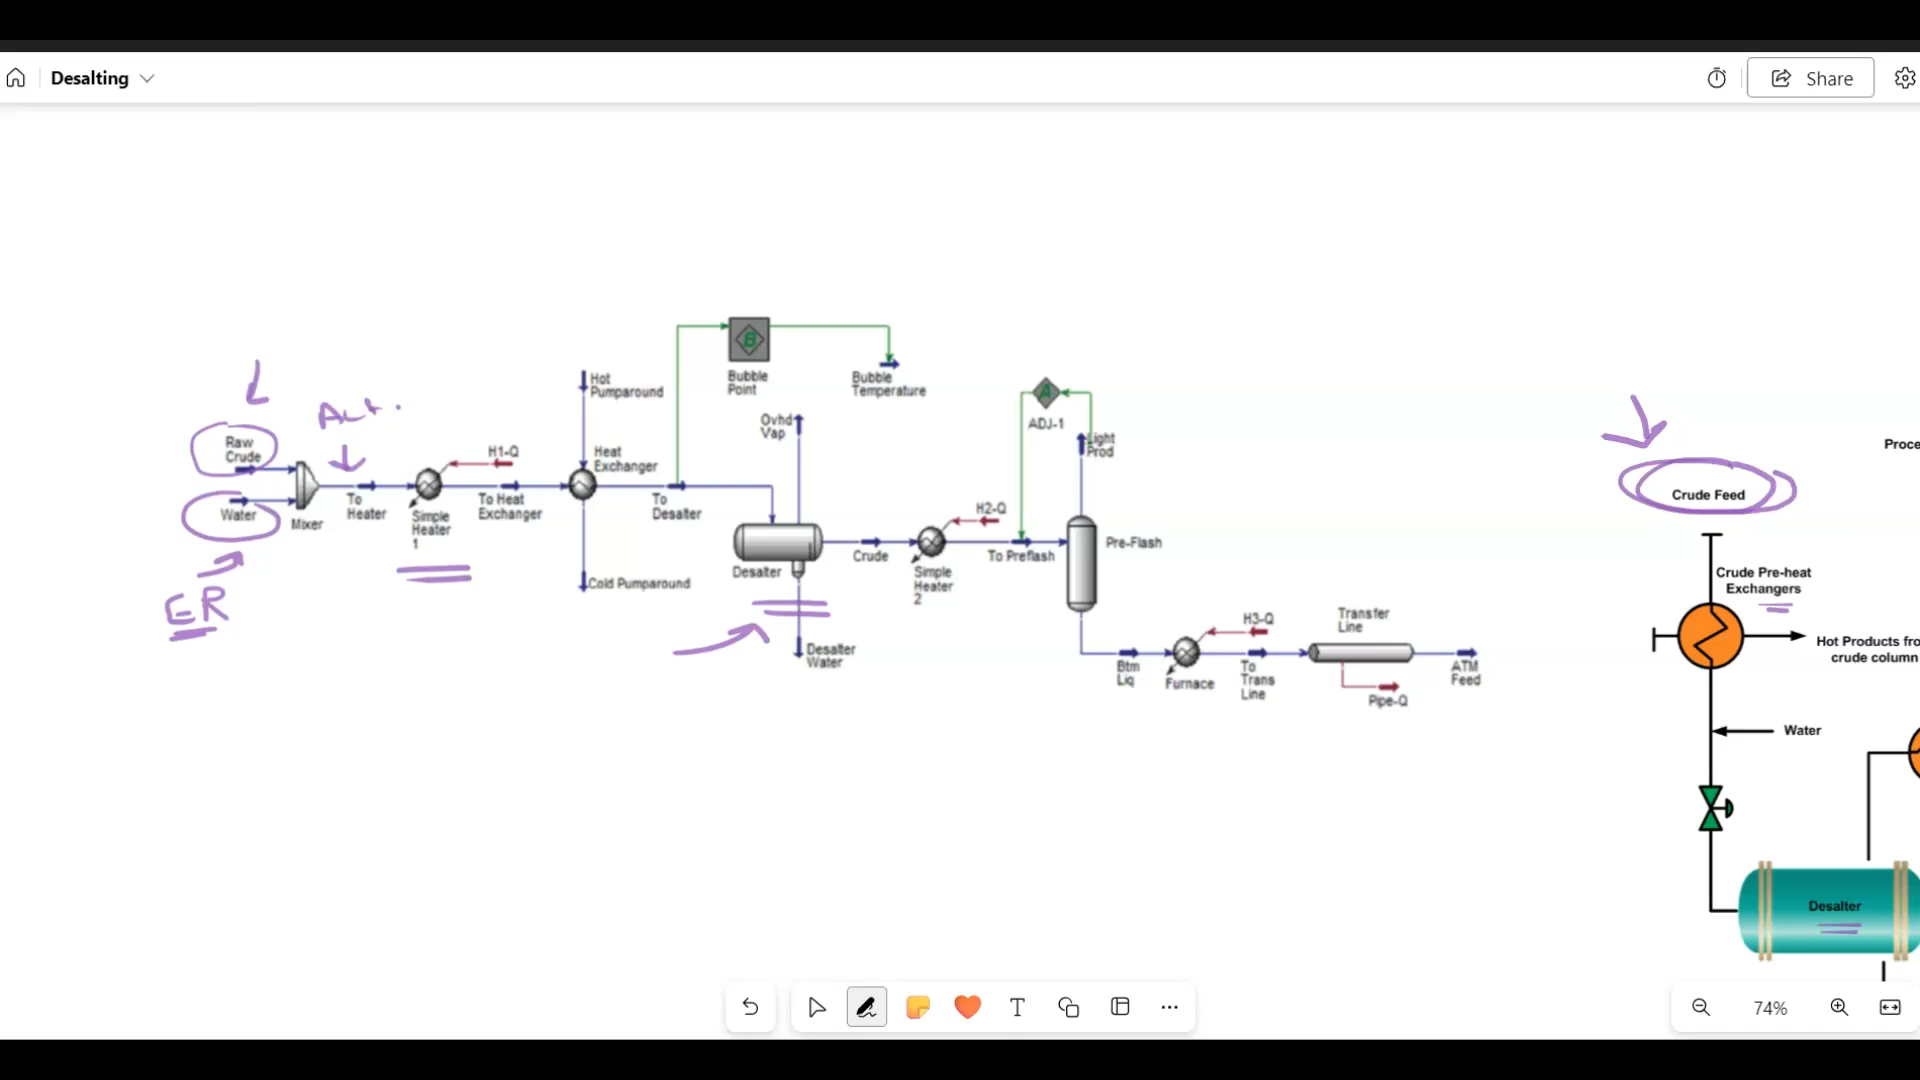 Desalting
Share
Raw
Crude
Water
Mixer
ER
To
Heater
Simple
Heater
1
H1-Q
To Heat
Exchanger
Hot
Pumparound
Heat
Exchanger
Cold Pumparound
To
Desalter
B
Bubble
Point
Bubble
Temperature
Ovhd
Vap
Desalter
Desalter
Water
Crude
H2-Q
Simple
Heater
2
To Preflash
A
ADJ-1
Light
Prod
Pre-Flash
Btm
Liq
H3-Q
Furnace
To
Trans
Line
Transfer
Line
Pipe-Q
ATM
Feed
Crude Feed
Crude Pre-heat
Exchangers
Hot Products fro
crude column
Water
Desalter
Proce
T
74%